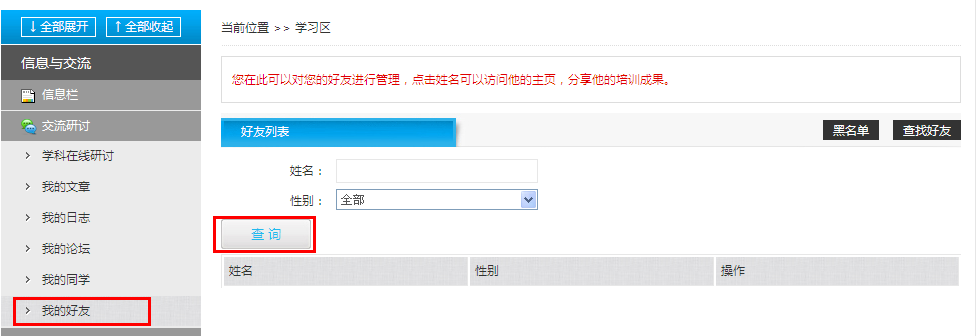 ↓全部展开 ↑全部收起
当前位置 >> 学习区
信息与交流
您在此可以对您的好友进行管理，点击姓名可以访问他的主页，分享他的培训成果。
信息栏
交流研讨
好友列表 黑名单 查找好友
学科在线研讨
我的文章
我的日志
我的论坛
我的同学
我的好友
姓名：
性别： 全部
查 询
姓名 性别 操作